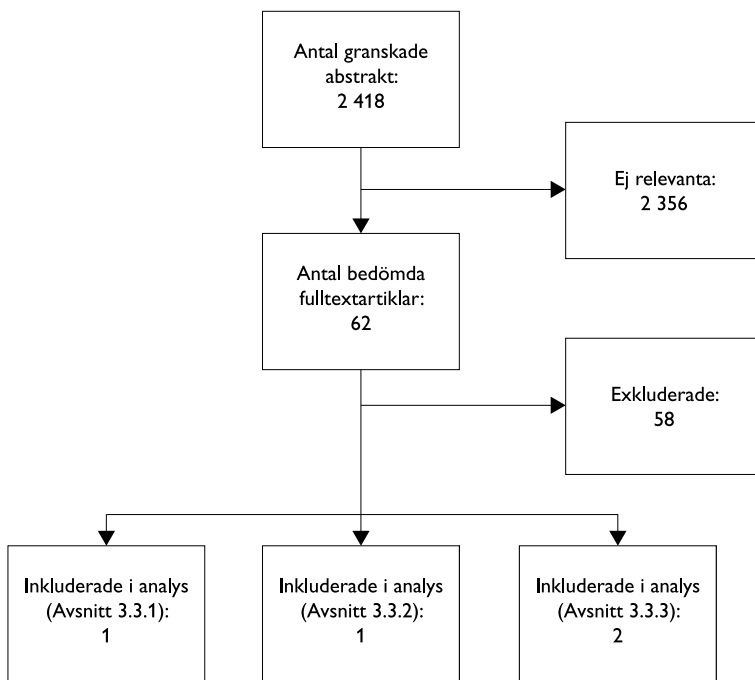 Antal granskade
abstrakt:
2 418
Ej relevanta:
2 356
Antal bedömda
fulltextartiklar:
62
Exkluderade:
58
Inkluderade i analys
(Avsnitt 3.3.1):
1
Inkluderade i analys
(Avsnitt 3.3.2):
1
Inkluderade i analys
(Avsnitt 3.3.3):
2